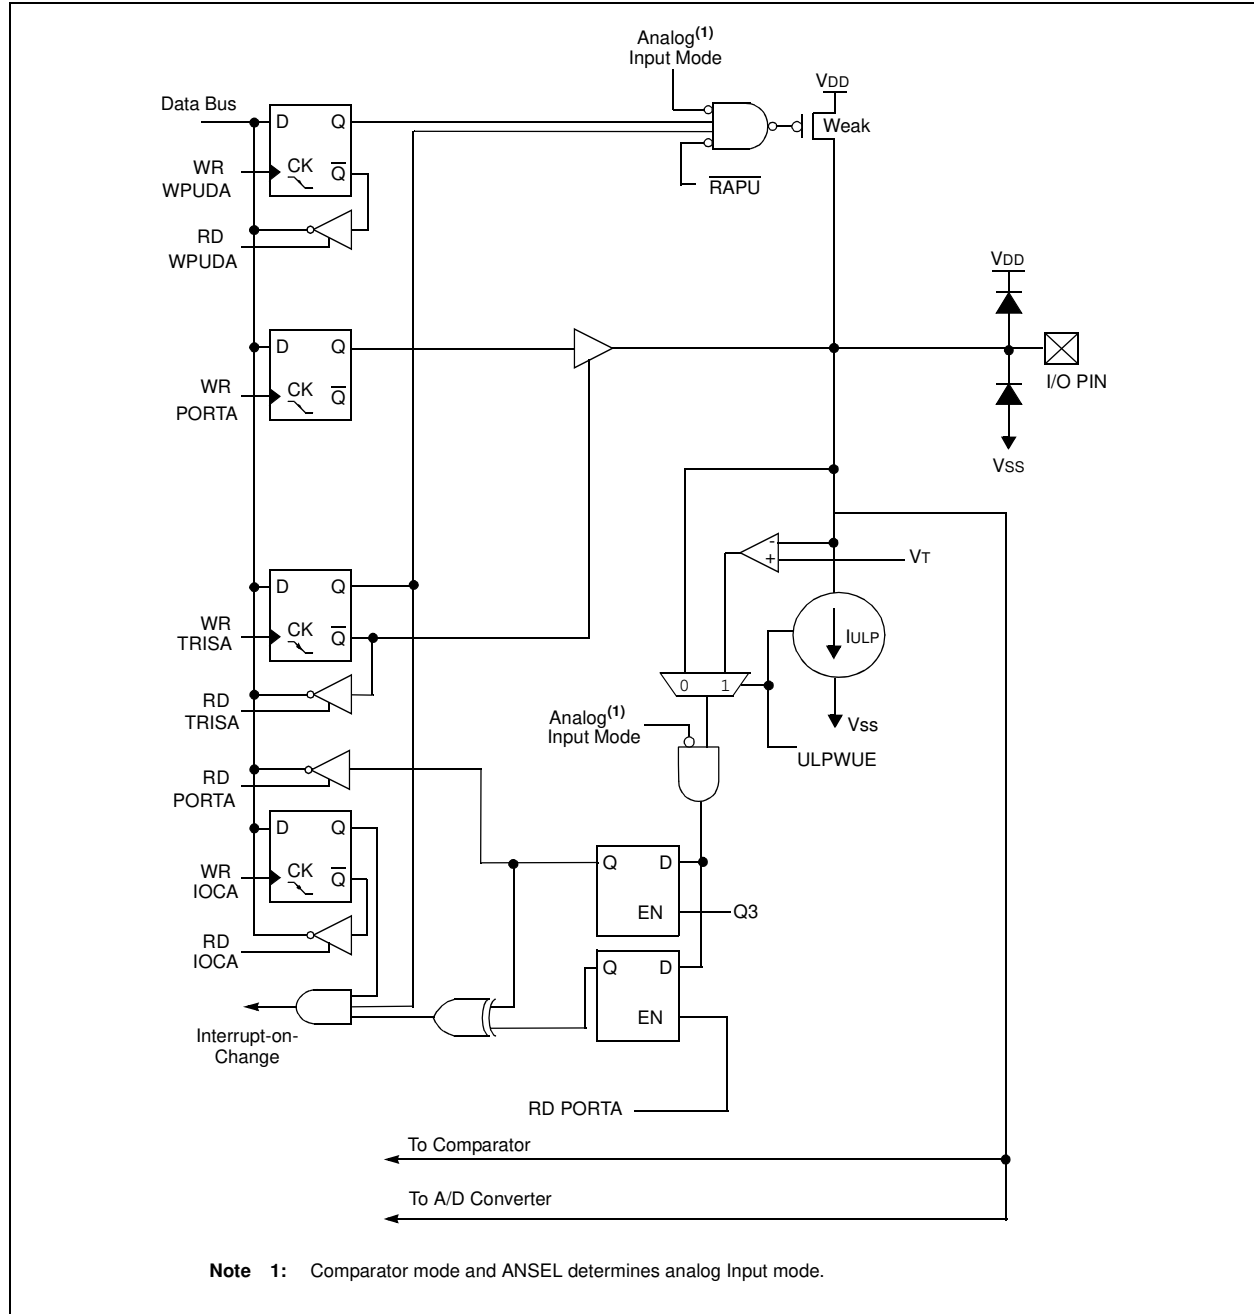 Analog(1)
Input Mode
VDD
Data Bus
D Q
Weak
WR
WPUDA
CK Q
RAPU
RD
WPUDA
VDD
D Q
WR
PORTA
CK Q
I/O PIN
VSS
- 
+
VT
D Q
WR
TRISA
CK Q
IULP
0 1
RD
TRISA
Analog(1)
Input Mode
Vss
ULPWUE
RD
PORTA
D Q
WR
IOCA
CK Q
Q D
EN
Q3
RD
IOCA
Q D
EN
Interrupt-on-
Change
RD PORTA
To Comparator
To A/D Converter
Note 1: Comparator mode and ANSEL determines analog Input mode.